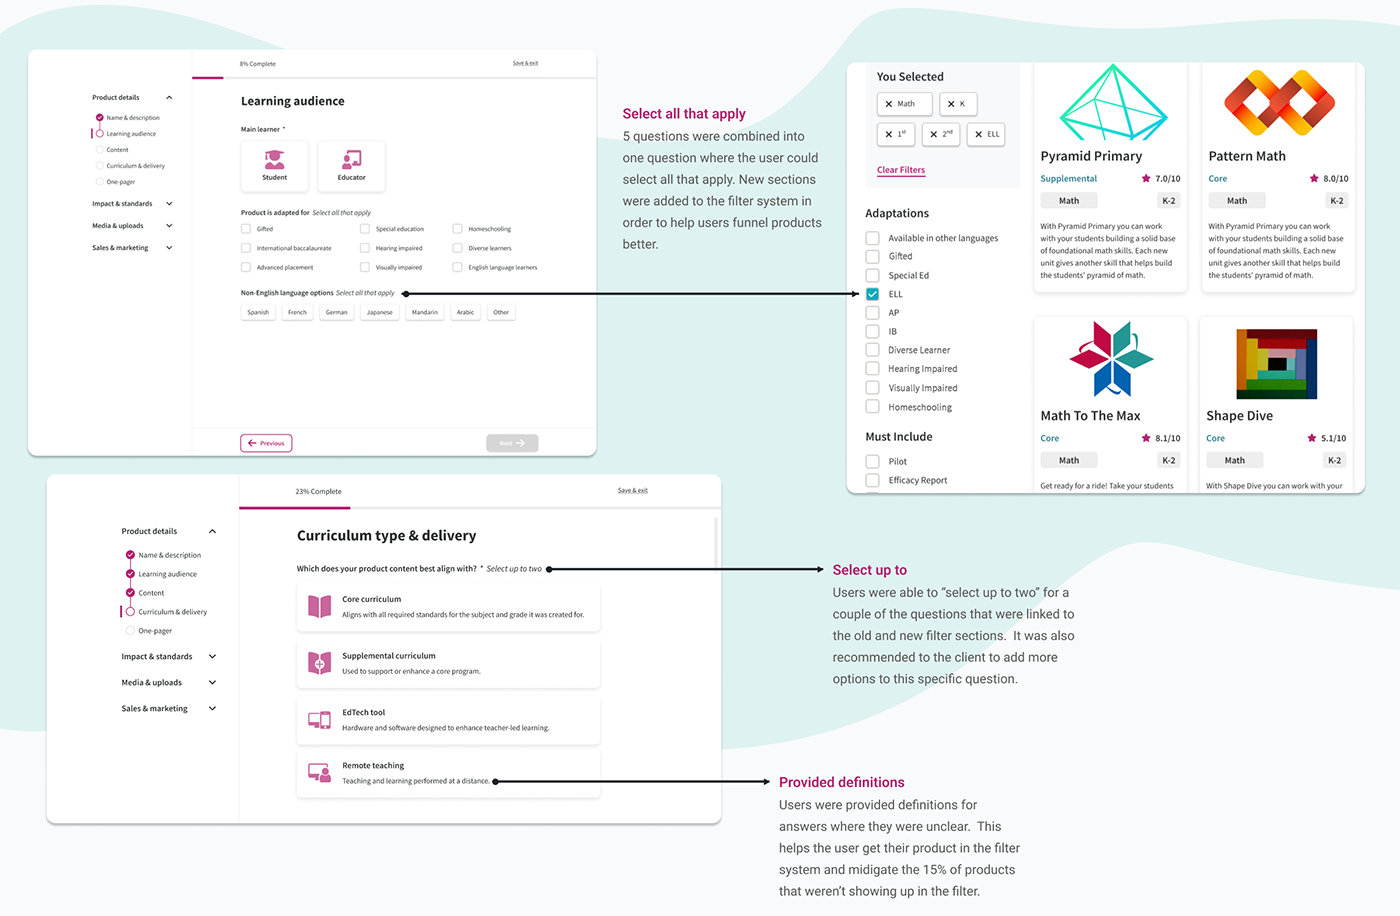 8% Complete
Save & exit
Product details
Name & description
Learning audience
Content
Curriculum & delivery
One-pager
Impact & standards
Media & uploads
Sales & marketing
Learning audience
Main learner *
Student
Educator
Product is adapted for Select all that apply
Gifted
Special education
Homeschooling
International baccalaureate
Hearing impaired
Diverse learners
Advanced placement
Visually impaired
English language learners
Non-English language options Select all that apply
Spanish
French
German
Japanese
Mandarin
Arabic
Other
Previous
Next
Select all that apply
5 questions were combined into
one question where the user could
select all that apply. New sections
were added to the filter system in
order to help users funnel products
better.
You Selected
Math
K
1st
2nd
ELL
Clear Filters
Adaptations
Available in other languages
Gifted
Special Ed
ELL
AP
IB
Diverse Learner
Hearing Impaired
Visually Impaired
Homeschooling
Must Include
Pilot
Efficacy Report
Pyramid Primary
Supplemental
7.0/10
Math
K-2
With Pyramid Primary you can work
with your students building a solid base
of foundational math skills. Each new
unit gives another skill that helps build
the students' pyramid of math.
Pattern Math
Core
8.0/10
Math
K-2
With Pyramid Primary you can work
with your students building a solid base
of foundational math skills. Each new
unit gives another skill that helps build
the students' pyramid of math.
Math To The Max
Core
8.1/10
Math
K-2
Get ready for a ride! Take your students
Shape Dive
Core
5.1/10
Math
K-2
With Shape Dive you can work with your
23% Complete
Save & exit
Product details
Name & description
Learning audience
Content
Curriculum & delivery
One-pager
Impact & standards
Media & uploads
Sales & marketing
Curriculum type & delivery
Which does your product content best align with? * Select up to two
Core curriculum
Aligns with all required standards for the subject and grade it was created for.
Supplemental curriculum
Used to support or enhance a core program.
EdTech tool
Hardware and software designed to enhance teacher-led learning.
Remote teaching
Teaching and learning performed at a distance.
Select up to
Users were able to “select up to two” for a
couple of the questions that were linked to
the old and new filter sections.  It was also
recommended to the client to add more
options to this specific question.
Provided definitions
Users were provided definitions for
answers where they were unclear.  This
helps the user get their product in the filter
system and midigate the 15% of products
that weren’t showing up in the filter.